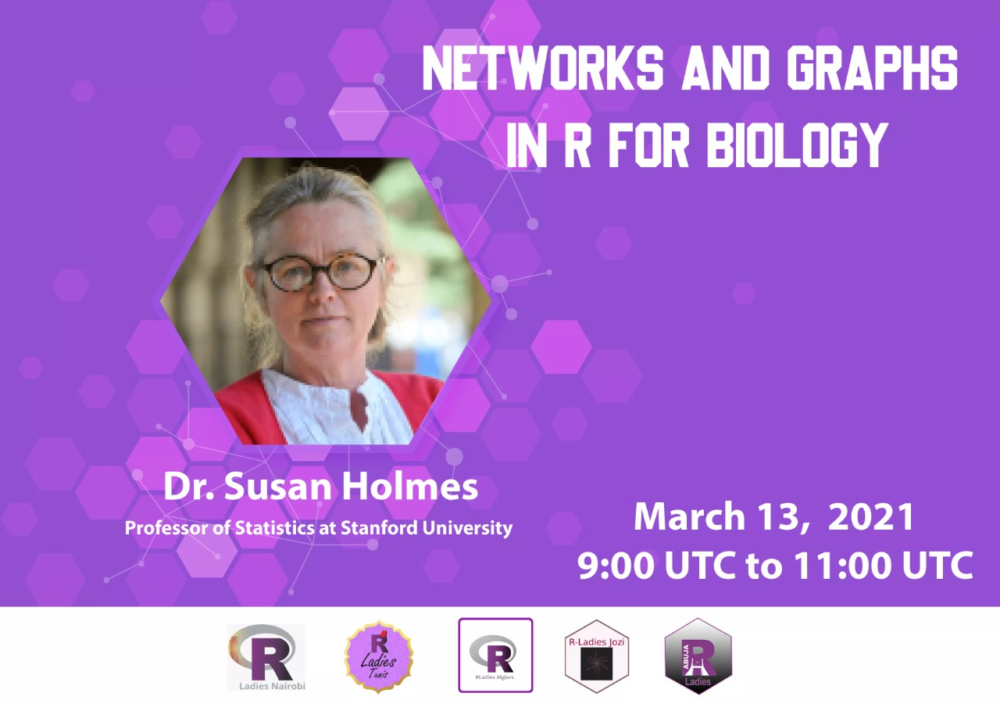 NETWORKS AND GRAPHS
IN R FOR BIOLOGY
Dr. Susan Holmes
Professor of Statistics at Stanford University
March 13, 2021
9:00 UTC to 11:00 UTC
R
Ladies Nairobi
R
Ladies
Tunis
R
RLadies Algiers
R-Ladies Jozi
ABUJA
R
Ladies